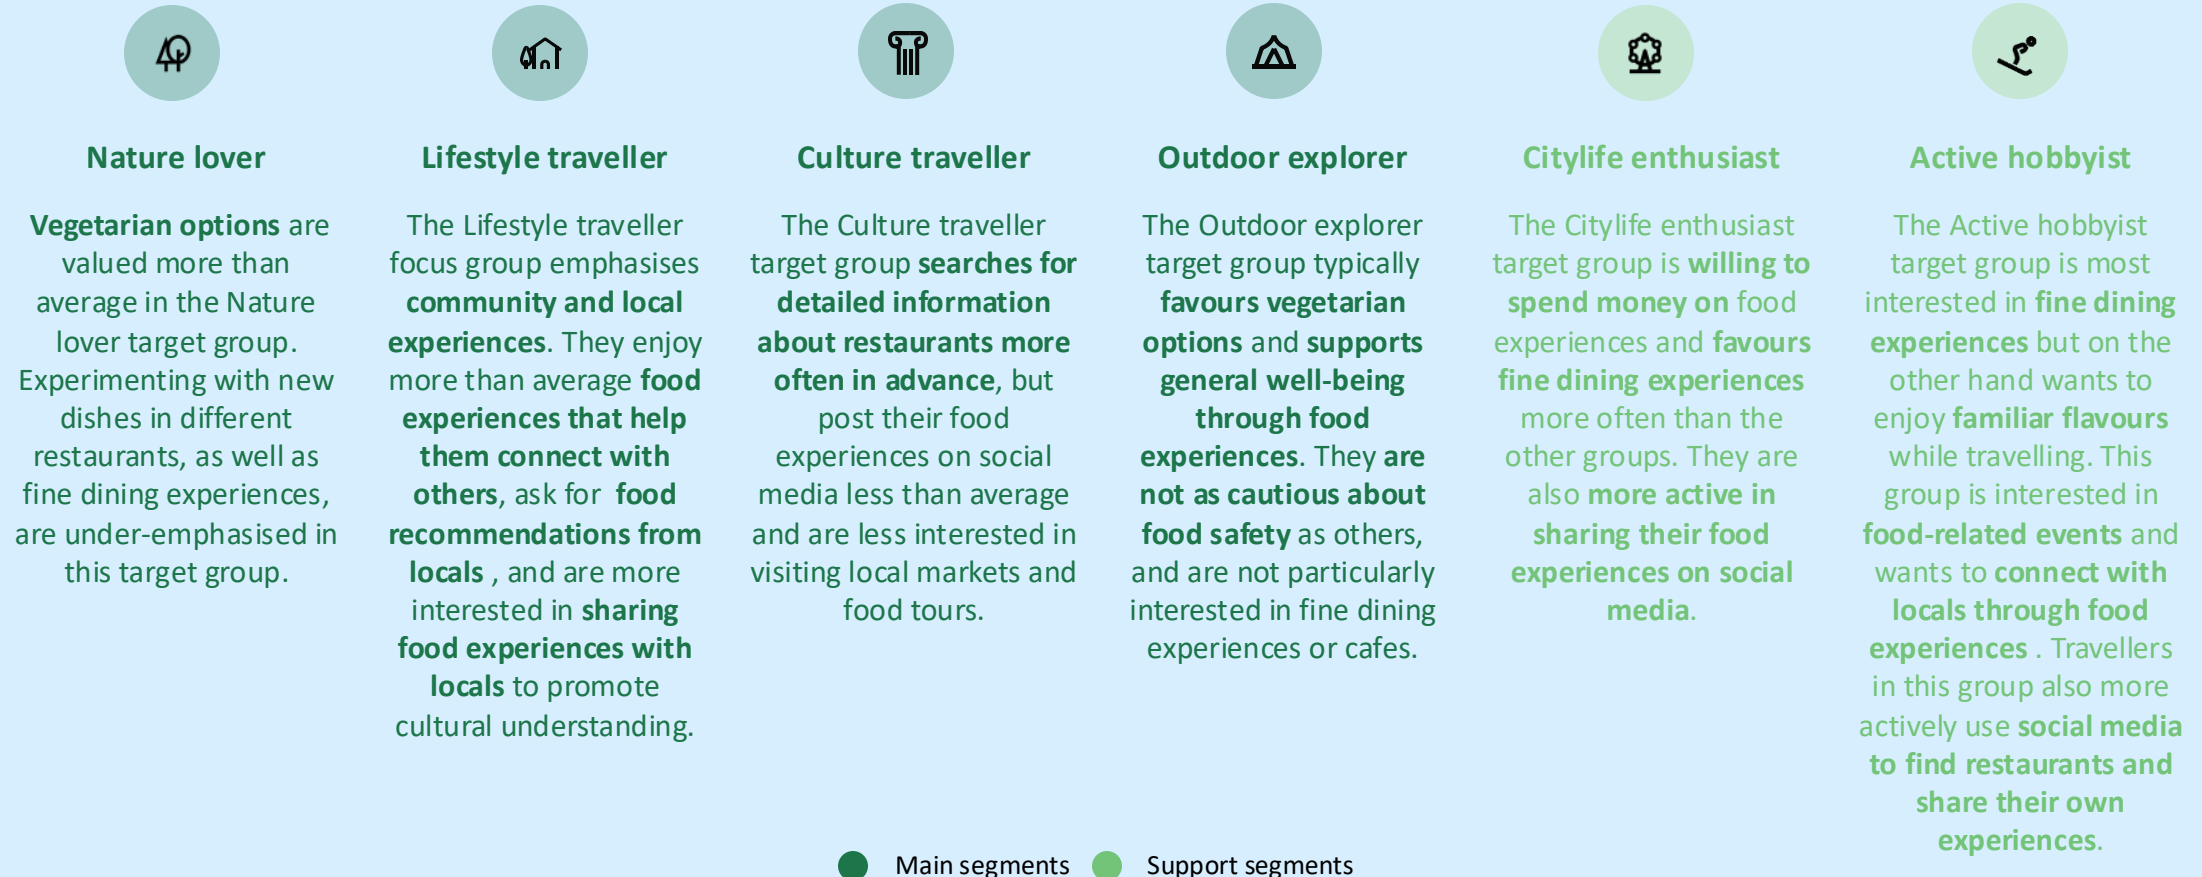 Nature lover
Vegetarian options are
valued more than
average in the Nature
lover target group.
Experimenting with new
dishes in different
restaurants, as well as
fine dining experiences,
are under-emphasised in
this target group.
Lifestyle traveller
The Lifestyle traveller
focus group emphasises
community and local
experiences. They enjoy
more than average food
experiences that help
them connect with
others, ask for food
recommendations from
locals , and are more
interested in sharing
food experiences with
locals to promote
cultural understanding.
Culture traveller
The Culture traveller
target group searches for
detailed information
about restaurants more
often in advance, but
post their food
experiences on social
media less than average
and are less interested in
visiting local markets and
food tours.
Outdoor explorer
The Outdoor explorer
target group typically
favours vegetarian
options and supports
general well-being
through food
experiences. They are
not as cautious about
food safety as others,
and are not particularly
interested in fine dining
experiences or cafes.
Citylife enthusiast
The Citylife enthusiast
target group is willing to
spend money on food
experiences and favours
fine dining experiences
more often than the
other groups. They are
also more active in
sharing their food
experiences on social
media.
Active hobbyist
The Active hobbyist
target group is most
interested in fine dining
experiences but on the
other hand wants to
enjoy familiar flavours
while travelling. This
group is interested in
food-related events and
wants to connect with
locals through food
experiences . Travellers
in this group also more
actively use social media
to find restaurants and
share their own
experiences.
Main segments
Support segments